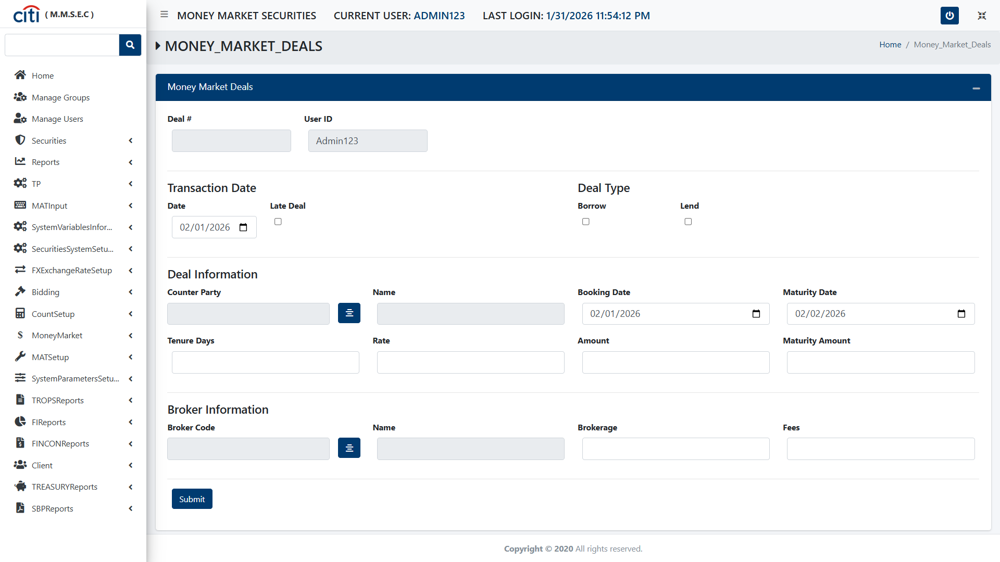 citi ( M.M.S.E.C )
MONEY MARKET SECURITIES CURRENT USER: ADMIN123 LAST LOGIN: 1/31/2026 11:54:12 PM
MONEY_MARKET_DEALS
Home / Money_Market_Deals
Home
Manage Groups
Manage Users
Securities
Reports
TP
MATInput
SystemVariablesInfor...
SecuritiesSystemSetu...
FXExchangeRateSetup
Bidding
CountSetup
MoneyMarket
MATSetup
SystemParametersSetu...
TROPSReports
FIReports
FINCONReports
Client
TREASURYReports
SBPReports
Money Market Deals
Deal # User ID
Admin123
Transaction Date Deal Type
Date Late Deal Borrow Lend
02/01/2026
Deal Information
Counter Party Name Booking Date Maturity Date
02/01/2026 02/02/2026
Tenure Days Rate Amount Maturity Amount
Broker Information
Broker Code Name Brokerage Fees
Submit
Copyright © 2020 All rights reserved.